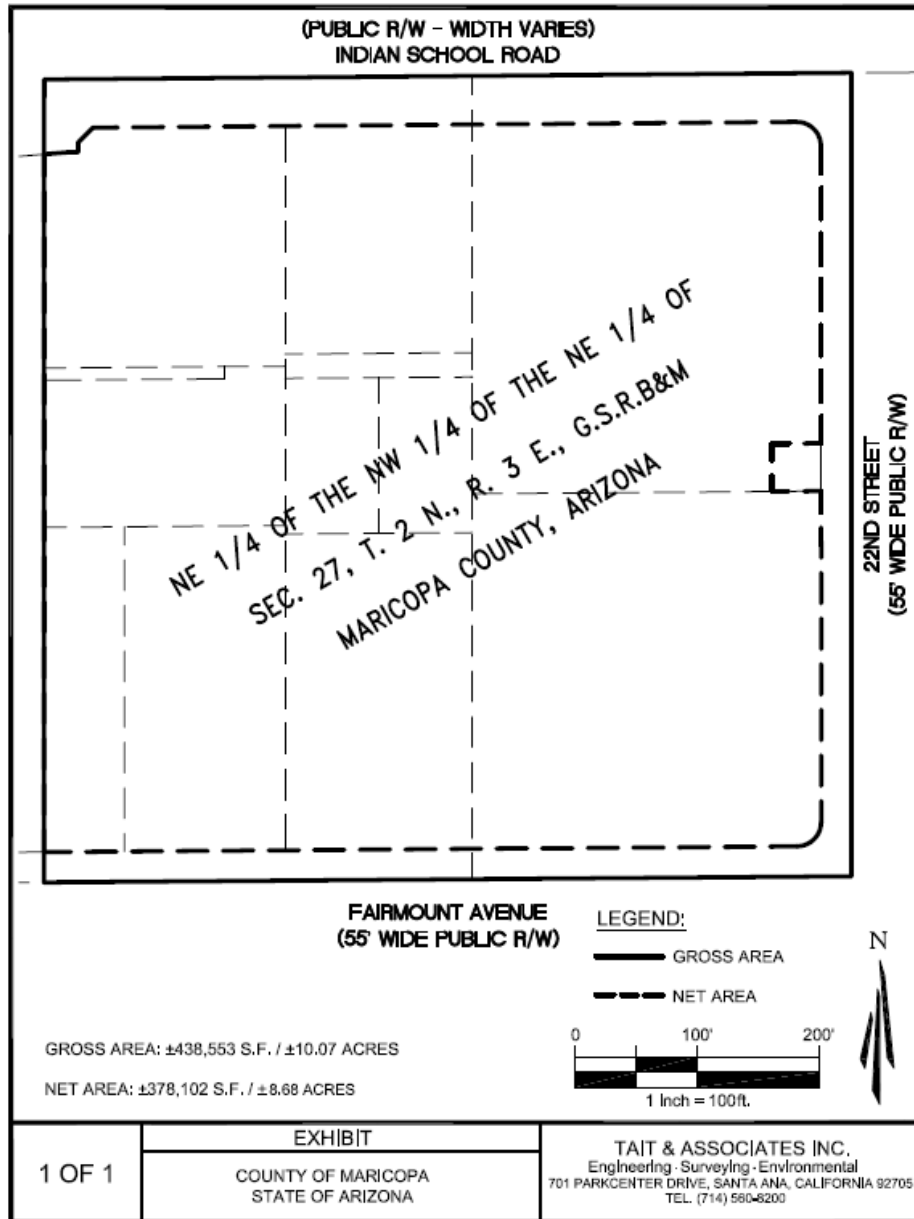 (PUBLIC R/W - WIDTH VARIES)
INDIAN SCHOOL ROAD
NE 1/4 OF THE NW 1/4 OF THE NE 1/4 OF
SEC. 27, T. 2 N., R. 3 E., G.S.R.B&M
MARICOPA COUNTY, ARIZONA
22ND STREET
(55' WIDE PUBLIC R/W)
FAIRMOUNT AVENUE
(55' WIDE PUBLIC R/W)
LEGEND:
GROSS AREA
NET AREA
N
0 100' 200'
1 Inch = 100ft.
GROSS AREA: ±438,553 S.F. / ±10.07 ACRES
NET AREA: ±378,102 S.F. / ±8.68 ACRES
1 OF 1
EXHIBIT
COUNTY OF MARICOPA
STATE OF ARIZONA
TAIT & ASSOCIATES INC.
Engineering - Surveying - Environmental
701 PARKCENTER DRIVE, SANTA ANA, CALIFORNIA 92705
TEL. (714) 560-8200